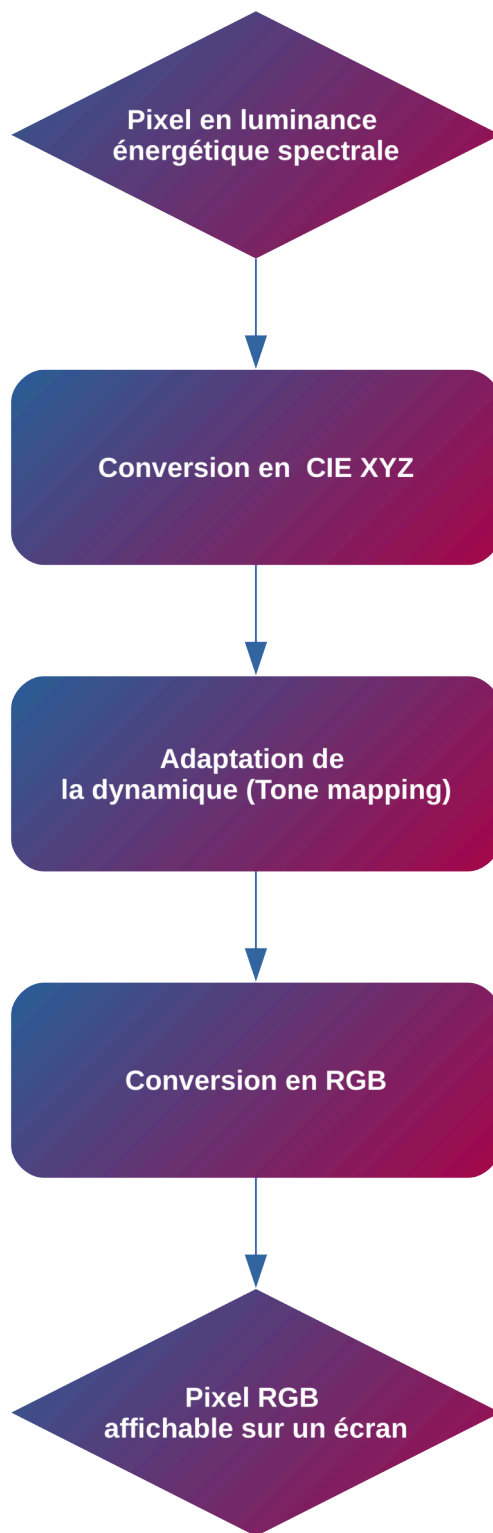 Pixel en luminance
énergétique spectrale
Conversion en  CIE XYZ
Adaptation de
la dynamique (Tone mapping)
Conversion en RGB
Pixel RGB
affichable sur un écran